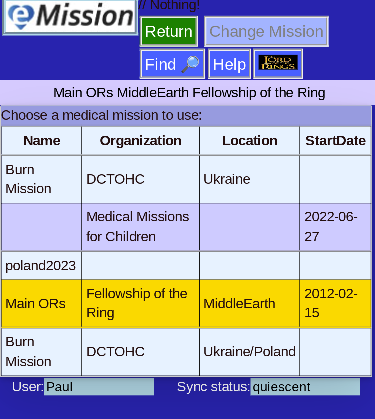 // Nothing!
eMission
Return
Change Mission
Find 🔎
Help
LORD
RINGS
Main ORs MiddleEarth Fellowship of the Ring
Choose a medical mission to use:
Name Organization Location StartDate
Burn
Mission
DCTOHC
Ukraine
Medical Missions
for Children
2022-06-
27
poland2023
Main ORs
Fellowship of the
Ring
MiddleEarth
2012-02-
15
Burn
Mission
DCTOHC
Ukraine/Poland
User: Paul Sync status: quiescent